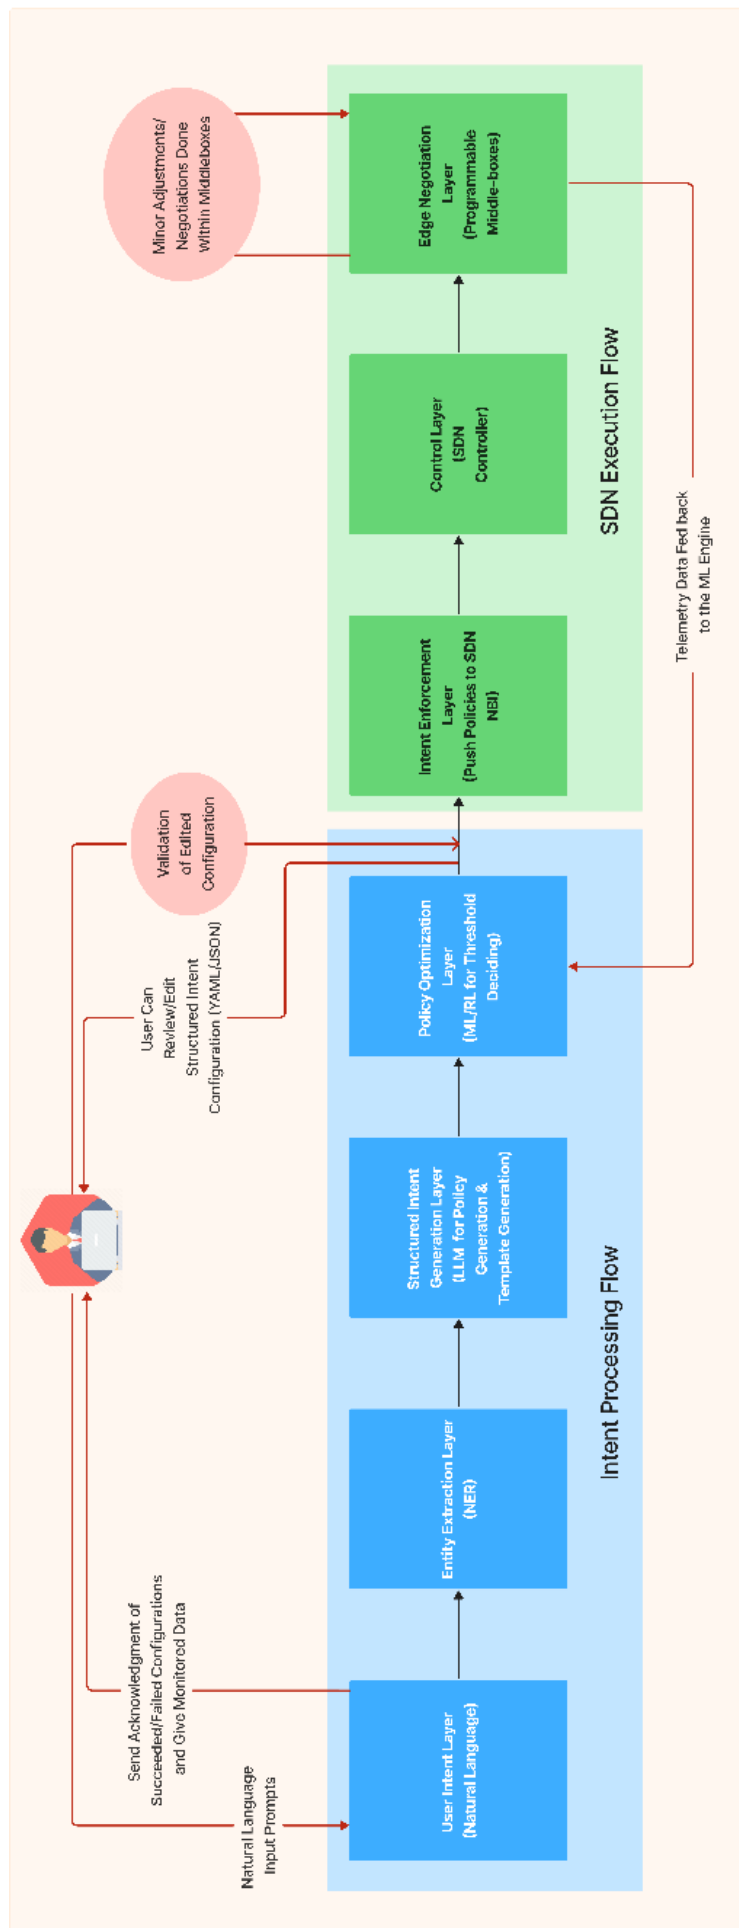 Natural Language
Input Prompts
Send Acknowledgment of
Succeeded/Failed Configurations
and Give Monitored Data
User Can
Review/Edit
Structured Intent
Configuration (YAML/JSON)
Validation
of Edited
Configuration
Minor Adjustments/
Negotiations Done
Within Middleboxes
User Intent Layer
(Natural Language)
Entity Extraction Layer
(NER)
Structured Intent
Generation Layer
(LLM for Policy
Generation &
Template Generation)
Policy Optimization
Layer
(ML/RL for Threshold
Deciding)
Intent Enforcement
Layer
(Push Policies to SDN
NBI)
Control Layer
(SDN
Controller)
Edge Negotiation
Layer
(Programmable
Middle-boxes)
Intent Processing Flow
SDN Execution Flow
Telemetry Data Fed back
to the ML Engine